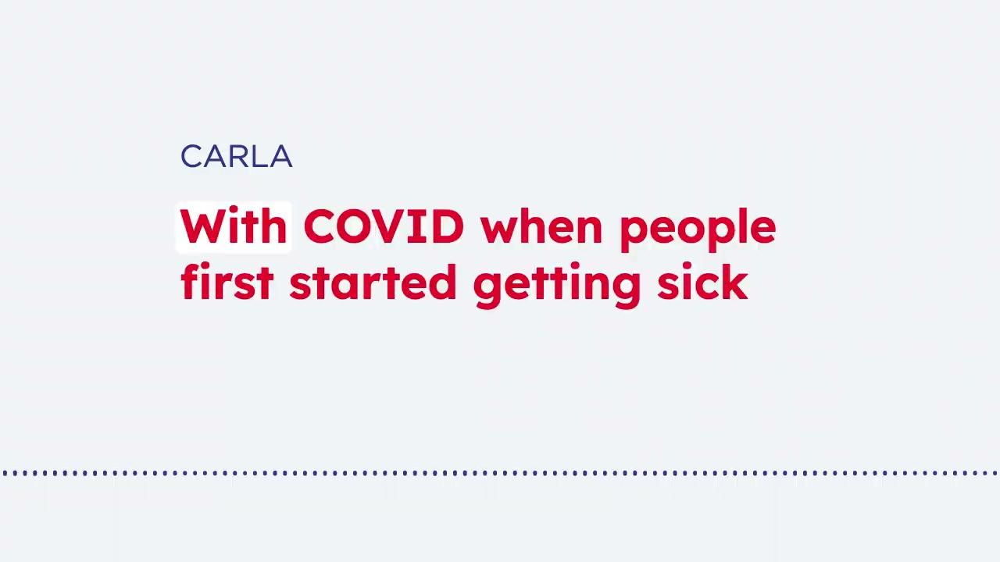 CARLA
With COVID when people
first started getting sick